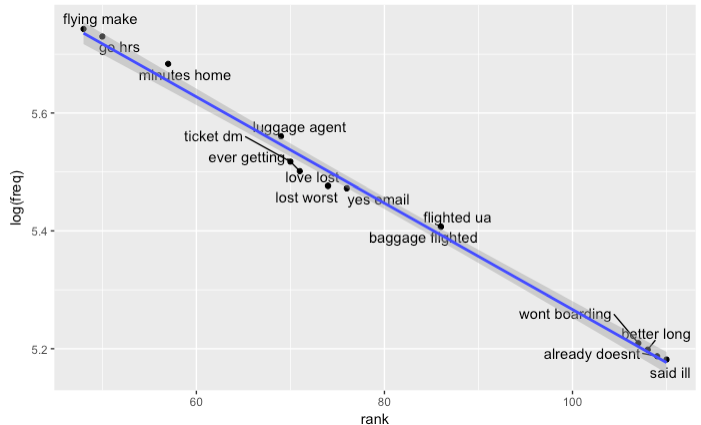 flying make
go hrs
minutes home
5.6
luggage agent
ticket dm
ever getting
love lost
lost worst
yes email
log(freq)
flighted ua
5.4
baggage flighted
wont boarding
better long
5.2
already doesnt
said ill
60
80
100
rank